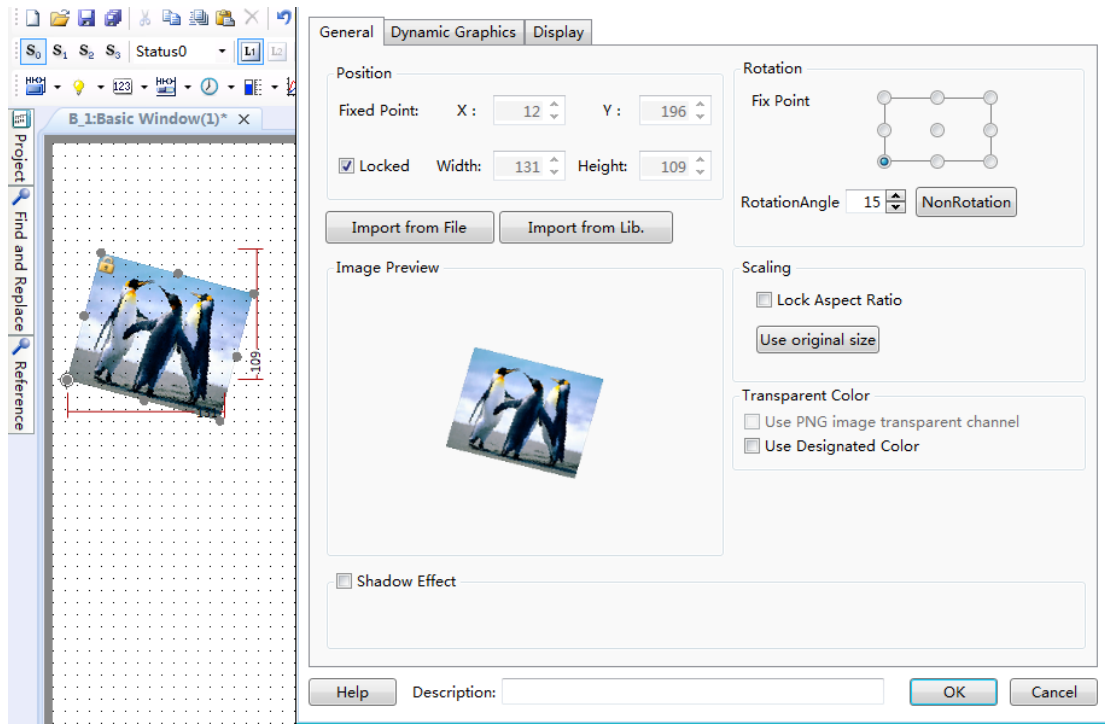 S0 S1 S2 S3 Status0 L1 L2
123
B_1:Basic Window(1)*
Project
Find and Replace
Reference
109
131
General Dynamic Graphics Display
Position
Fixed Point: X : 12 Y : 196
Locked Width: 131 Height: 109
Import from File Import from Lib.
Image Preview
Shadow Effect
Rotation
Fix Point
RotationAngle 15 NonRotation
Scaling
Lock Aspect Ratio
Use original size
Transparent Color
Use PNG image transparent channel
Use Designated Color
Help Description: OK Cancel